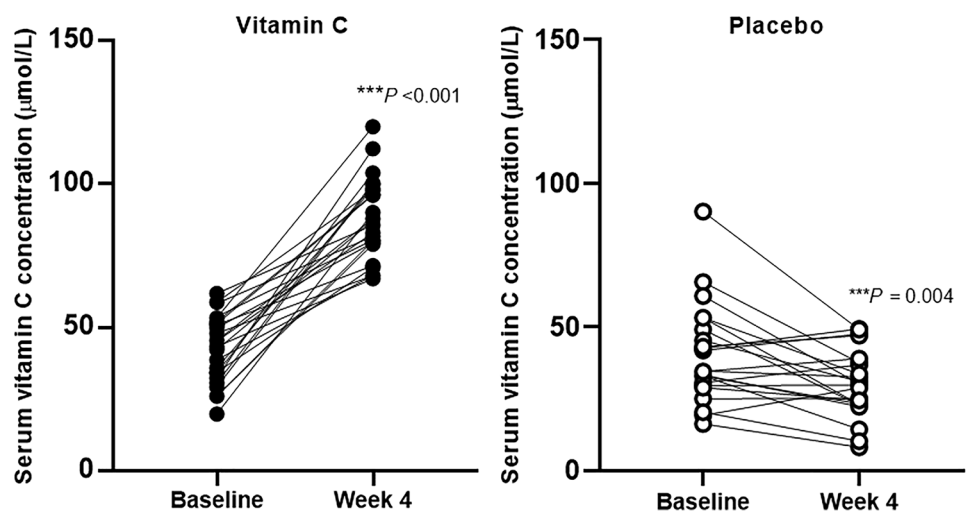 Vitamin C
Serum vitamin C concentration (μmol/L)
150
100
50
0
***P <0.001
Baseline
Week 4
Placebo
Serum vitamin C concentration (μmol/L)
150
100
50
0
***P = 0.004
Baseline
Week 4